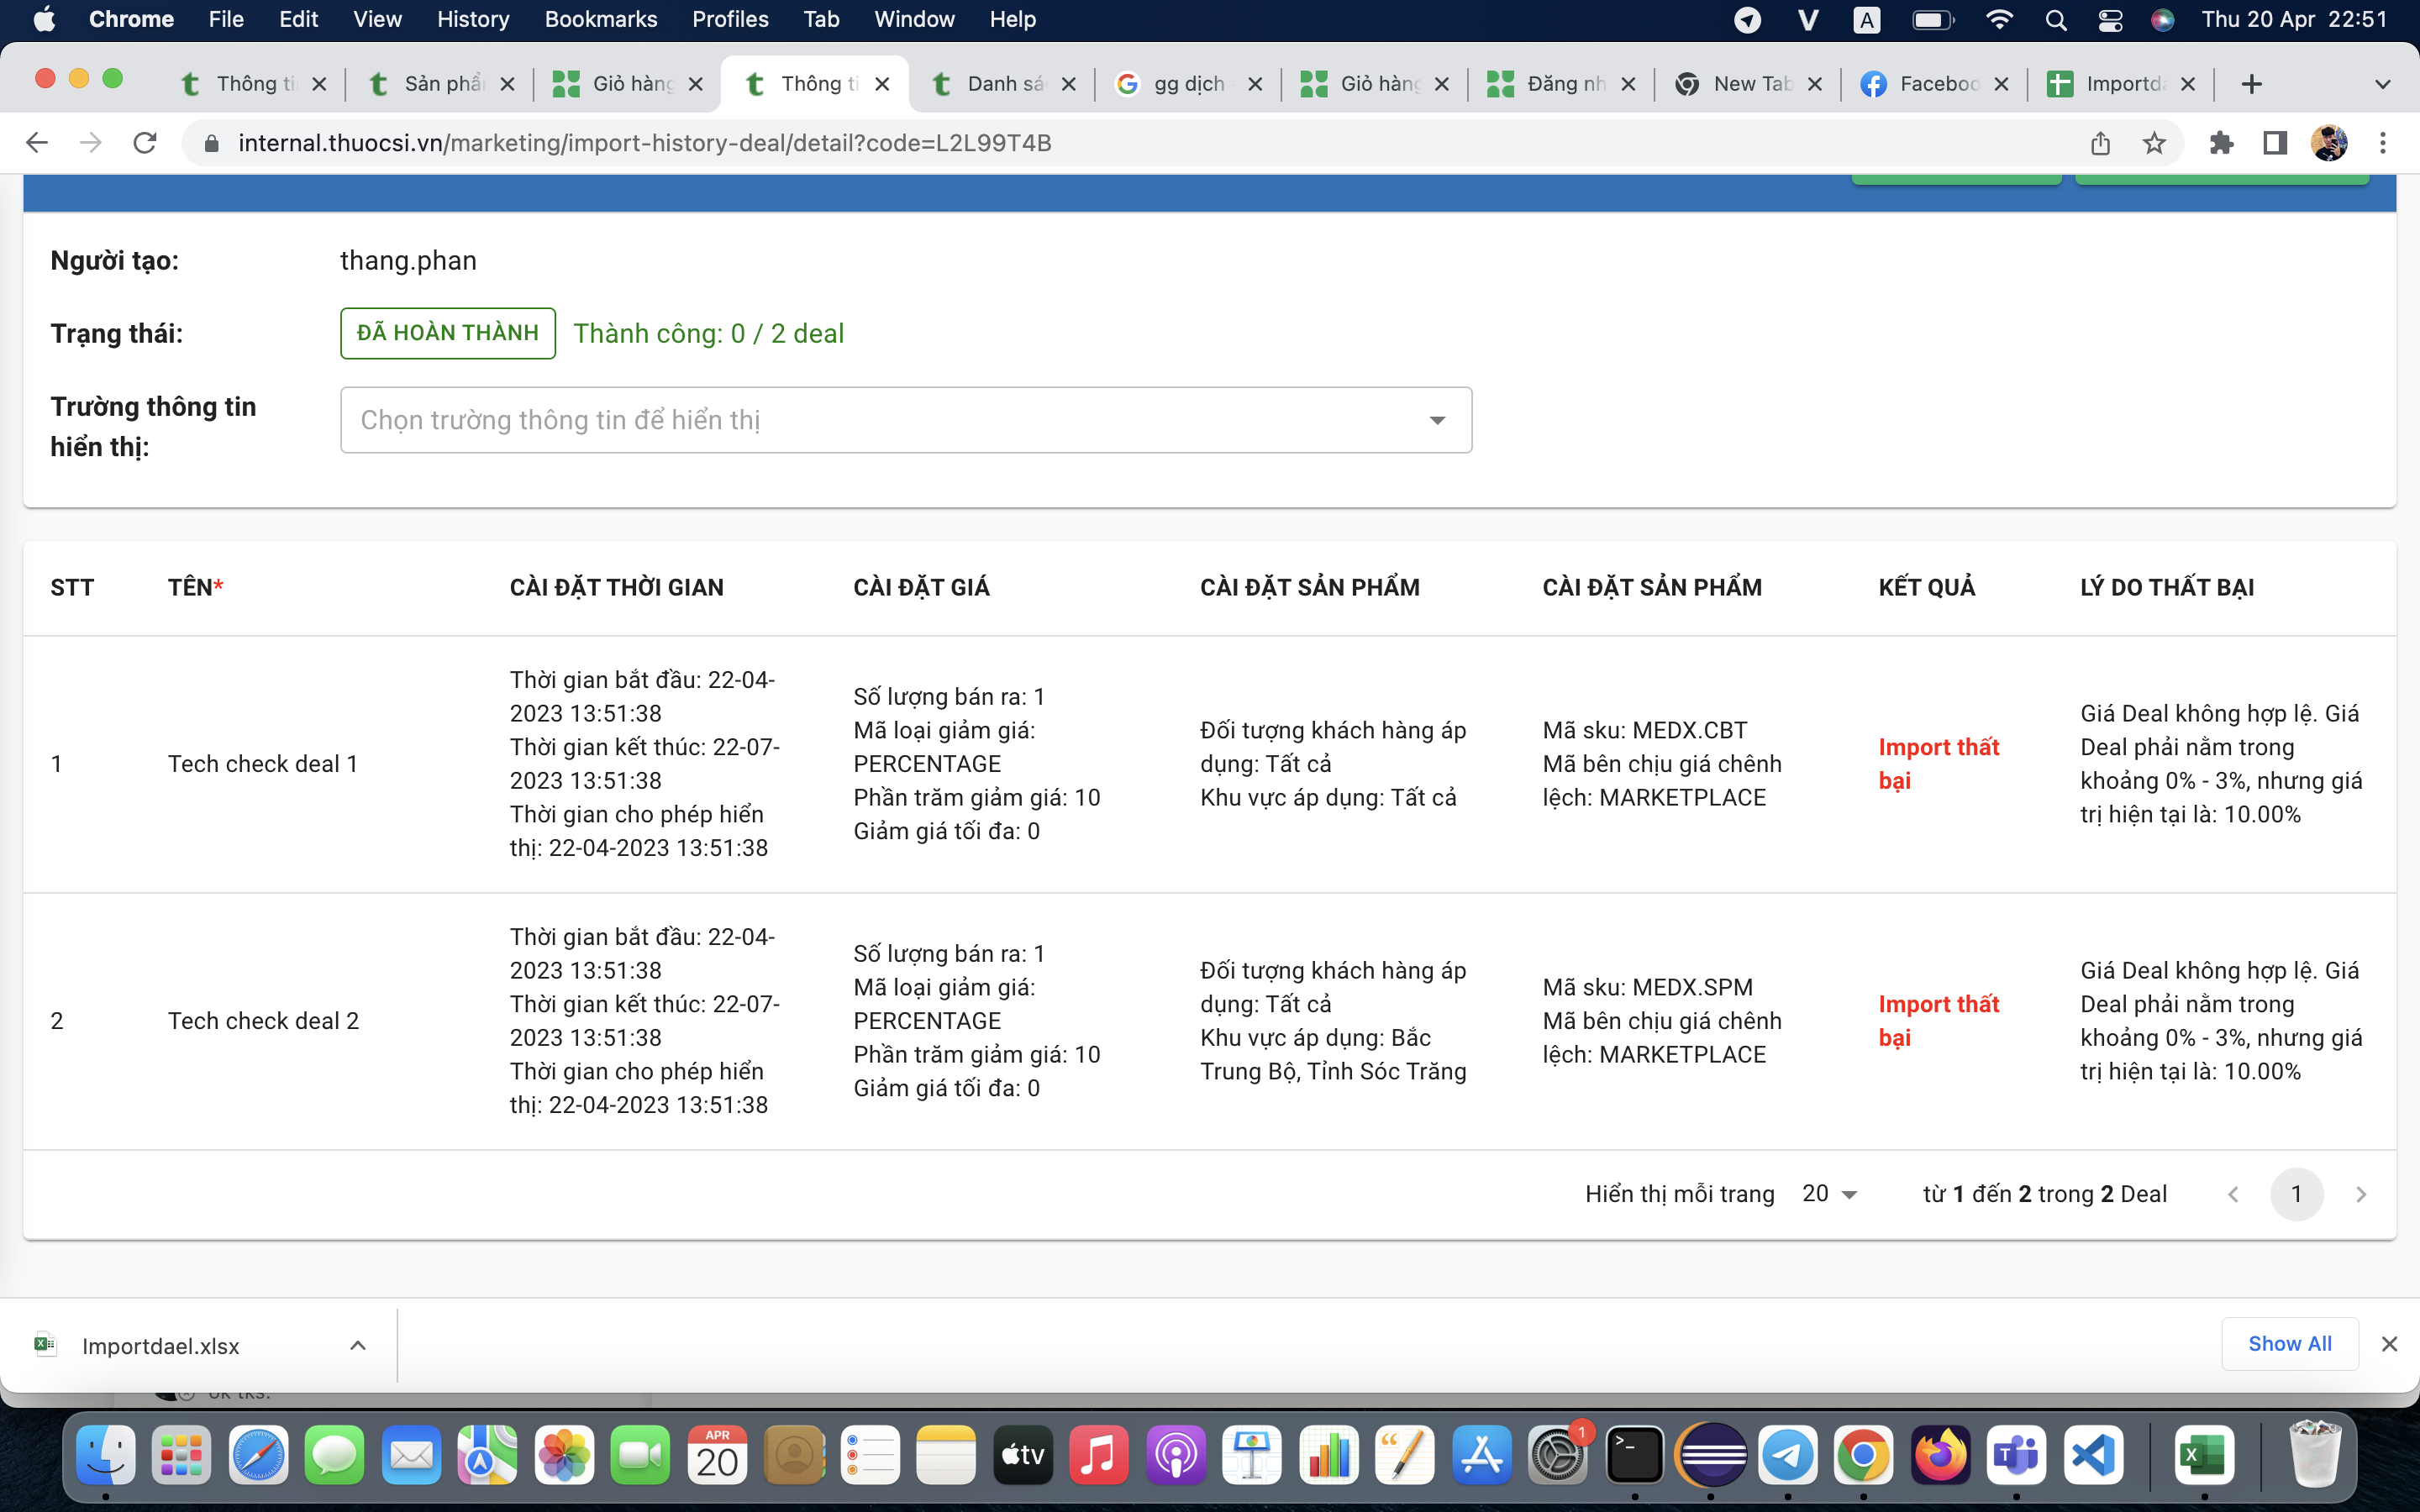 Chrome File Edit View History Bookmarks Profiles Tab Window Help A Thu 20 Apr 22:51
Thông ti Sản phẩ Giỏ hàng Thông ti Danh sá gg dịch Giỏ hàng Đăng nh New Tab Faceboo Importda
internal.thuocsi.vn/marketing/import-history-deal/detail?code=L2L99T4B
Người tạo: thang.phan
Trạng thái: ĐÃ HOÀN THÀNH Thành công: 0 / 2 deal
Trường thông tin
hiển thị:
Chọn trường thông tin để hiển thị
STT TÊN* CÀI ĐẶT THỜI GIAN CÀI ĐẶT GIÁ CÀI ĐẶT SẢN PHẨM CÀI ĐẶT SẢN PHẨM KẾT QUẢ LÝ DO THẤT BẠI
1
Tech check deal 1
Thời gian bắt đầu: 22-04-
2023 13:51:38
Thời gian kết thúc: 22-07-
2023 13:51:38
Thời gian cho phép hiển
thị: 22-04-2023 13:51:38
Số lượng bán ra: 1
Mã loại giảm giá:
PERCENTAGE
Phần trăm giảm giá: 10
Giảm giá tối đa: 0
Đối tượng khách hàng áp
dụng: Tất cả
Khu vực áp dụng: Tất cả
Mã sku: MEDX.CBT
Mã bên chịu giá chênh
lệch: MARKETPLACE
Import thất
bại
Giá Deal không hợp lệ. Giá
Deal phải nằm trong
khoảng 0% - 3%, nhưng giá
trị hiện tại là: 10.00%
2
Tech check deal 2
Thời gian bắt đầu: 22-04-
2023 13:51:38
Thời gian kết thúc: 22-07-
2023 13:51:38
Thời gian cho phép hiển
thị: 22-04-2023 13:51:38
Số lượng bán ra: 1
Mã loại giảm giá:
PERCENTAGE
Phần trăm giảm giá: 10
Giảm giá tối đa: 0
Đối tượng khách hàng áp
dụng: Tất cả
Khu vực áp dụng: Bắc
Trung Bộ, Tỉnh Sóc Trăng
Mã sku: MEDX.SPM
Mã bên chịu giá chênh
lệch: MARKETPLACE
Import thất
bại
Giá Deal không hợp lệ. Giá
Deal phải nằm trong
khoảng 0% - 3%, nhưng giá
trị hiện tại là: 10.00%
Hiển thị mỗi trang 20 từ 1 đến 2 trong 2 Deal 1
Importdael.xlsx Show All
APR
20
tv
1